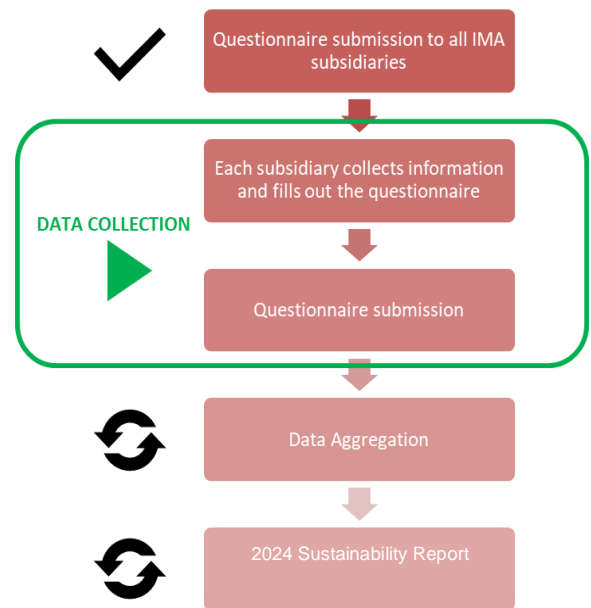 Questionnaire submission to all IMA
subsidiaries
Each subsidiary collects information
and fills out the questionnaire
DATA COLLECTION
Questionnaire submission
Data Aggregation
2024 Sustainability Report